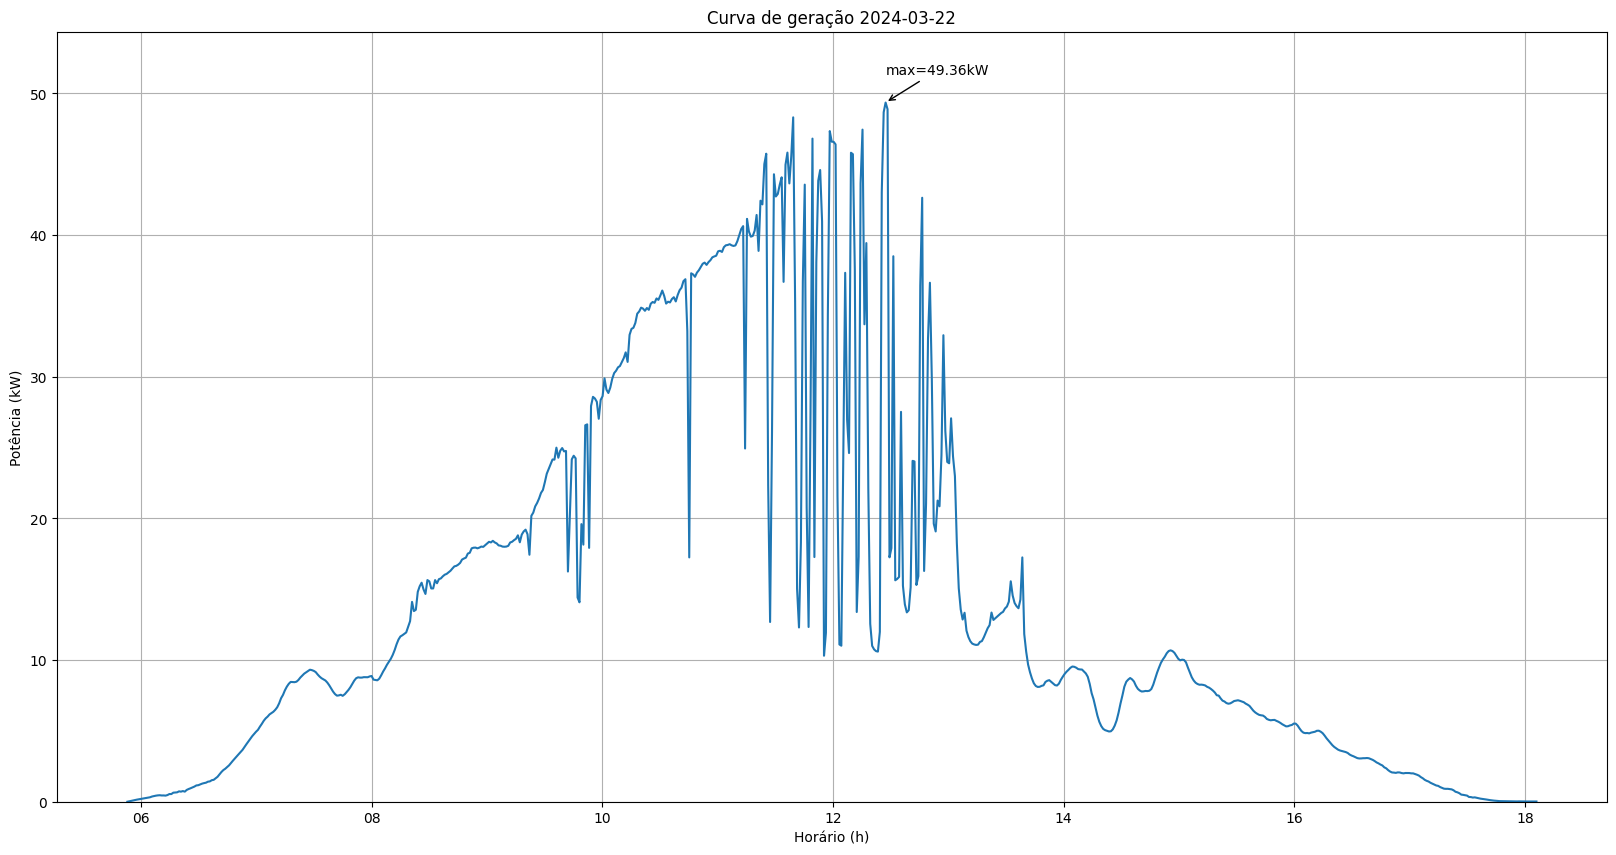 Curva de geração 2024-03-22
max=49.36kW
50
40
30
20
10
0
Potência (kW)
06 08 10 12 14 16 18
Horário (h)